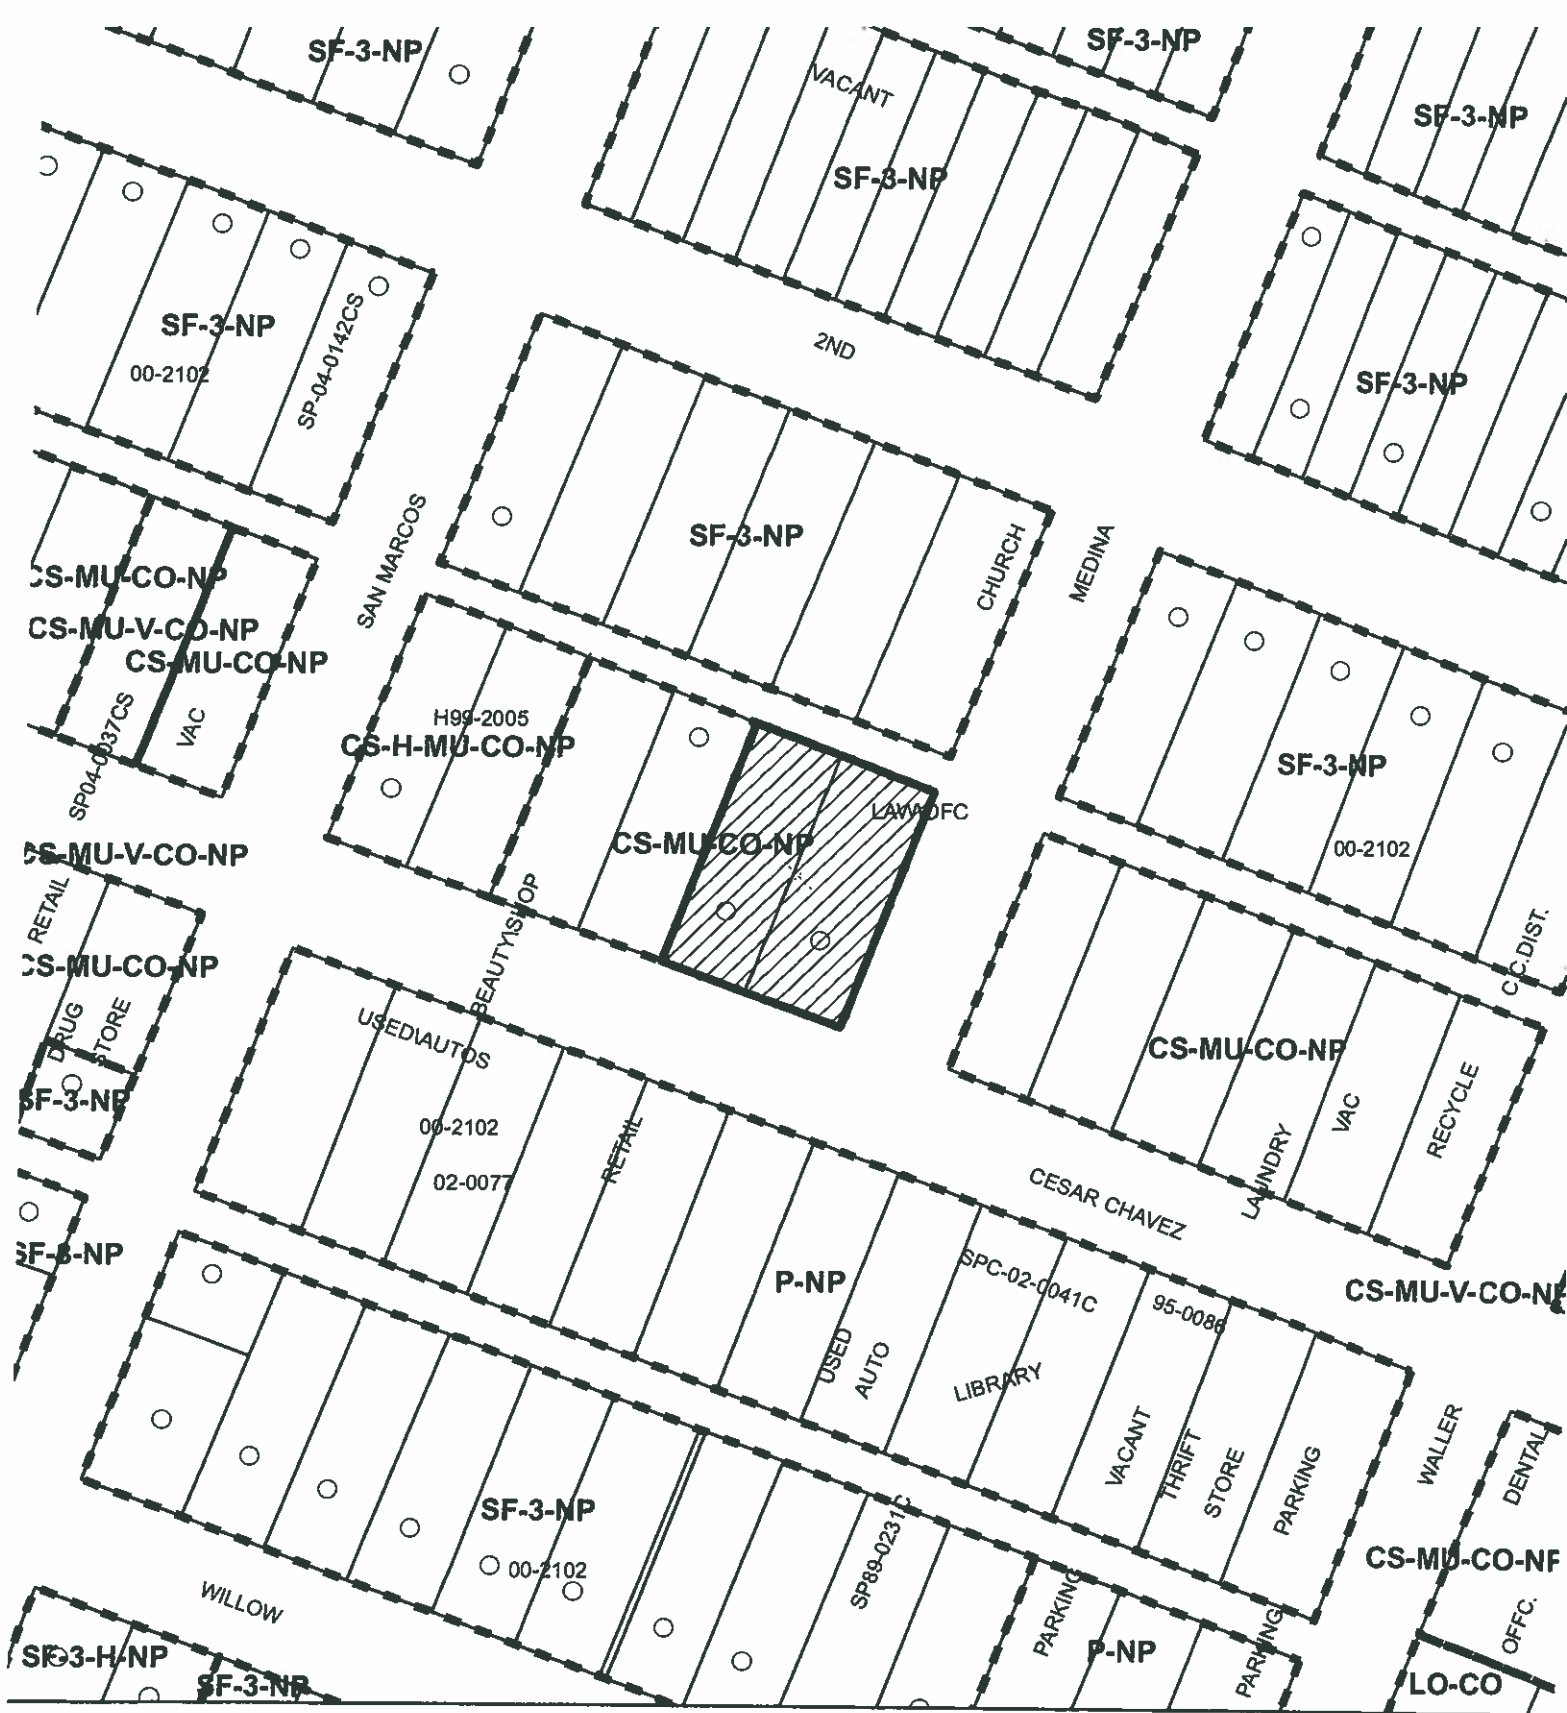 SF-3-NP
SF-3-NP
VACANT
SF-3-NP
SF-3-NP
SF-3-NP
00-2102
SP-04-0142CS
2ND
SF-3-NP
SAN MARCOS
SF-3-NP
CHURCH
MEDINA
CS-MU-CO-NP
CS-MU-V-CO-NP
CS-MU-CO-NP
SP04-0037CS
VAC
H99-2005
CS-H-MU-CO-NP
LAW OFC
CS-MU-CO-NP
SF-3-NP
00-2102
CS-MU-V-CO-NP
RETAIL
CS-MU-CO-NP
DRUG
STORE
SF-3-NP
BEAUTY\SHOP
USED\AUTOS
C.C.DIST.
CS-MU-CO-NP
LAUNDRY
VAC
RECYCLE
00-2102
02-0077
RETAIL
CESAR CHAVEZ
SF-3-NP
P-NP
SPC-02-0041C
95-0086
CS-MU-V-CO-NP
USED
AUTO
LIBRARY
VACANT
THRIFT
STORE
PARKING
WALLER
DENTAL
SF-3-NP
00-2102
SP89-0231C
CS-MU-CO-NP
WILLOW
PARKING
P-NP
PARKING
OFFC.
SF-3-H-NP
SF-3-NP
LO-CO